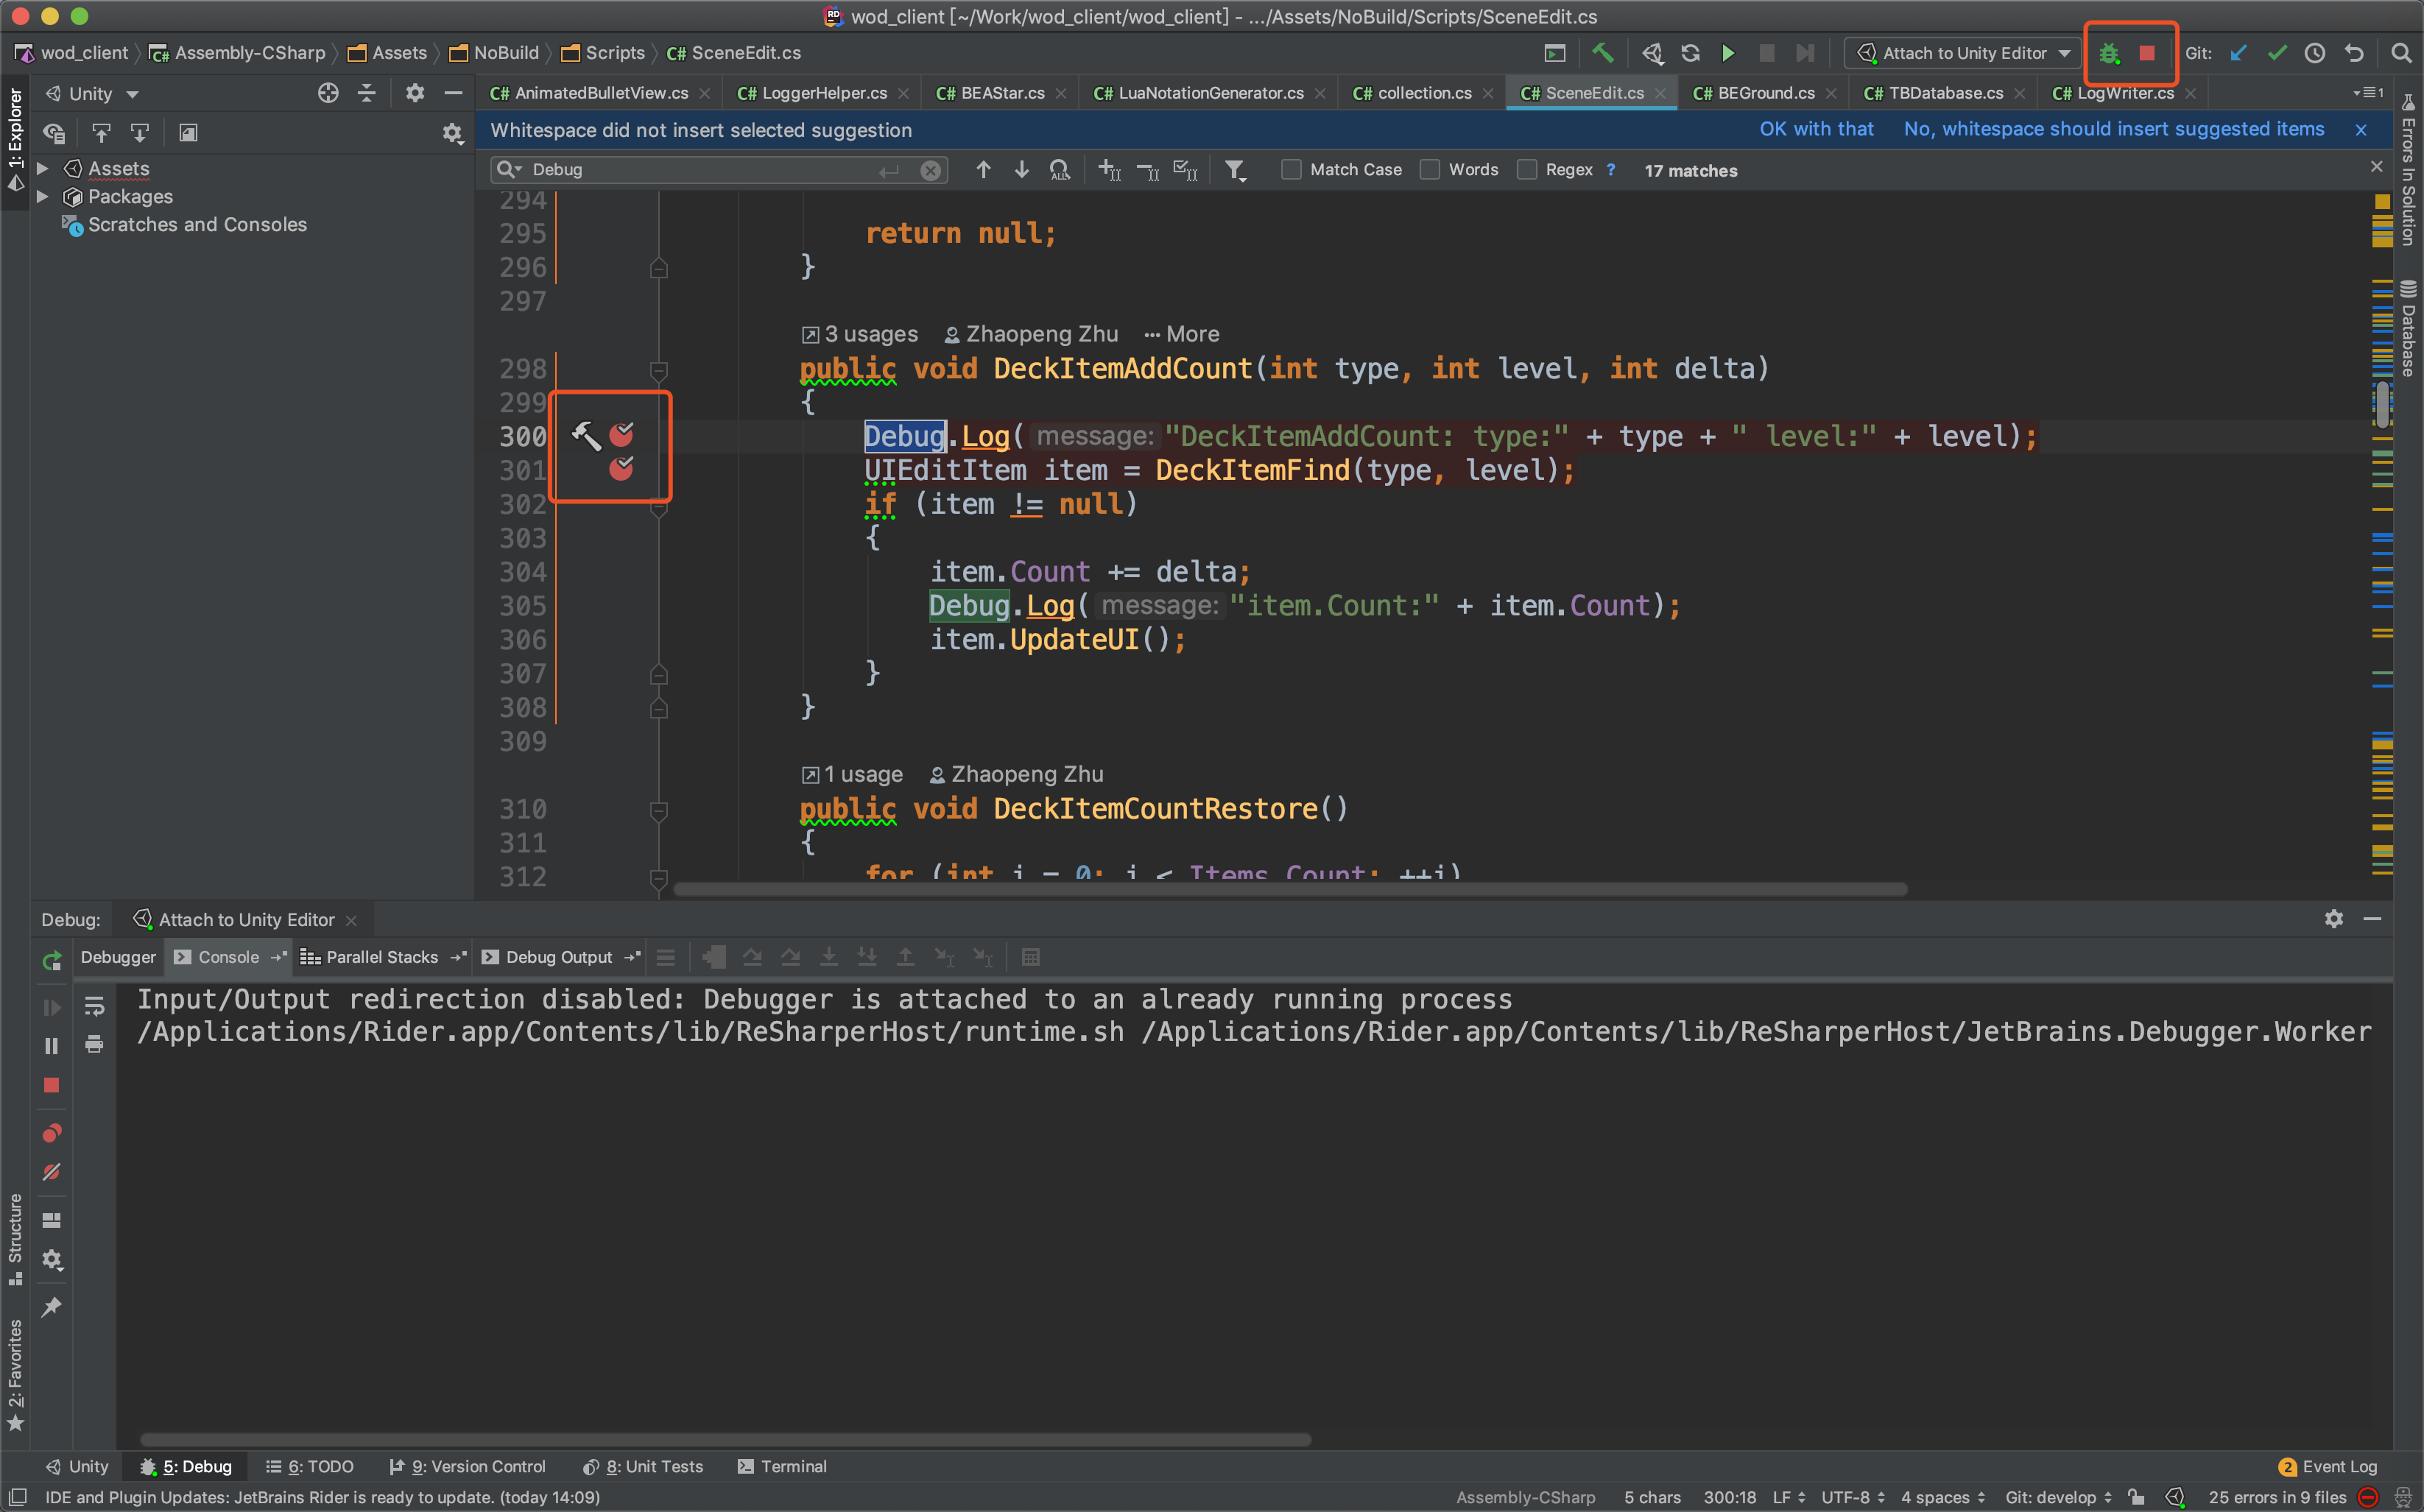 wod_client [~/Work/wod_client/wod_client] - .../Assets/NoBuild/Scripts/SceneEdit.cs
wod_client Assembly-CSharp Assets NoBuild Scripts C# SceneEdit.cs Attach to Unity Editor Git:
1: Explorer
Unity
C# AnimatedBulletView.cs C# LoggerHelper.cs C# BEAStar.cs C# LuaNotationGenerator.cs C# collection.cs C# SceneEdit.cs C# BEGround.cs C# TBDatabase.cs C# LogWriter.cs 1
Whitespace did not insert selected suggestion OK with that No, whitespace should insert suggested items
Assets
Packages
Scratches and Consoles
Debug Match Case Words Regex ? 17 matches
Errors In Solution
Database
294
295 return null;
296 }
297
3 usages Zhaopeng Zhu ··· More
298 public void DeckItemAddCount(int type, int level, int delta)
299 {
300 Debug.Log( message: "DeckItemAddCount: type:" + type + " level:" + level);
301 UIEditItem item = DeckItemFind(type, level);
302 if (item != null)
303 {
304 item.Count += delta;
305 Debug.Log( message: "item.Count:" + item.Count);
306 item.UpdateUI();
307 }
308 }
309
1 usage Zhaopeng Zhu
310 public void DeckItemCountRestore()
311 {
312 for (int i = 0; i < Items.Count; ++i)
Debug: Attach to Unity Editor
Debugger Console Parallel Stacks Debug Output
Input/Output redirection disabled: Debugger is attached to an already running process
/Applications/Rider.app/Contents/lib/ReSharperHost/runtime.sh /Applications/Rider.app/Contents/lib/ReSharperHost/JetBrains.Debugger.Worker
Structure
2: Favorites
Unity 5: Debug 6: TODO 9: Version Control 8: Unit Tests Terminal 2 Event Log
IDE and Plugin Updates: JetBrains Rider is ready to update. (today 14:09) Assembly-CSharp 5 chars 300:18 LF UTF-8 4 spaces Git: develop 25 errors in 9 files